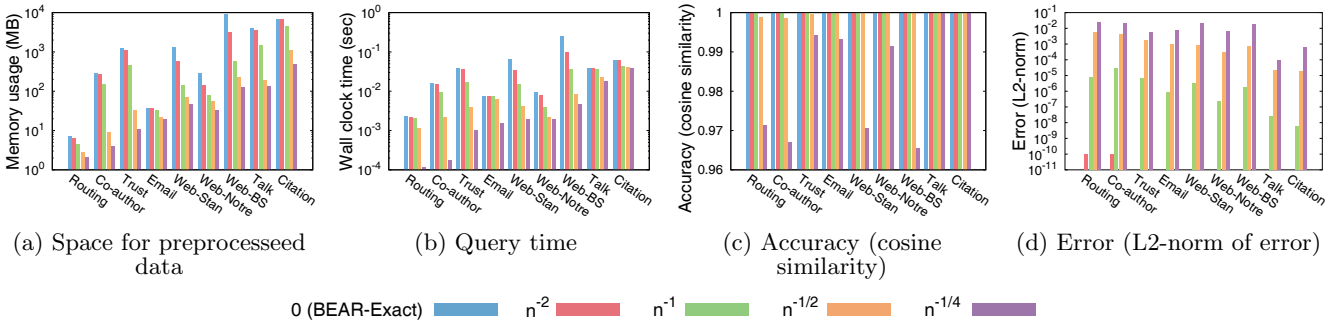 Memory usage (MB)
10^4
10^3
10^2
10^1
10^0
Routing
Co-author
Trust
Email
Web-Stan
Web-Notre
Web-BS
Talk
Citation
(a) Space for preprocesseed
data
Wall clock time (sec)
10^0
10^-1
10^-2
10^-3
10^-4
Routing
Co-author
Trust
Email
Web-Stan
Web-Notre
Web-BS
Talk
Citation
(b) Query time
Accuracy (cosine similarity)
1
0.99
0.98
0.97
0.96
Routing
Co-author
Trust
Email
Web-Stan
Web-Notre
Web-BS
Talk
Citation
(c) Accuracy (cosine
similarity)
Error (L2-norm)
10^-1
10^-2
10^-3
10^-4
10^-5
10^-6
10^-7
10^-8
10^-9
10^-10
10^-11
Routing
Co-author
Trust
Email
Web-Stan
Web-Notre
Web-BS
Talk
Citation
(d) Error (L2-norm of error)
0 (BEAR-Exact) n^-2 n^-1 n^-1/2 n^-1/4